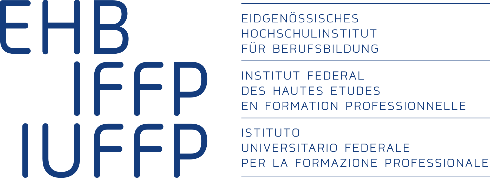 EHB
IFFP
IUFFP
EIDGENÖSSISCHES
HOCHSCHULINSTITUT
FÜR BERUFSBILDUNG
INSTITUT FEDERAL
DES HAUTES ETUDES
EN FORMATION PROFESSIONNELLE
ISTITUTO
UNIVERSITARIO FEDERALE
PER LA FORMAZIONE PROFESSIONALE